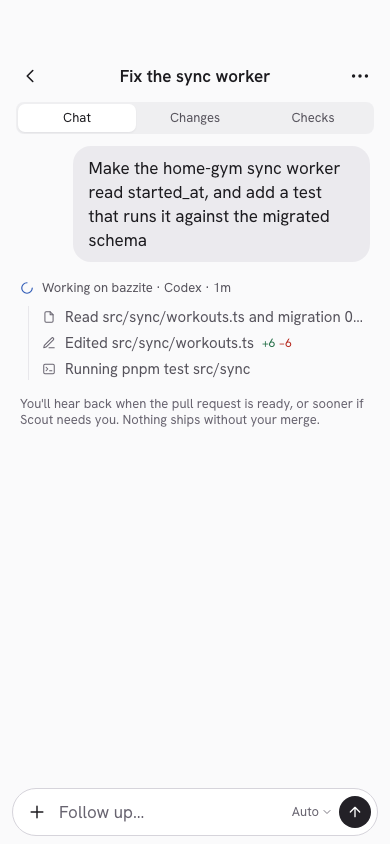 Fix the sync worker
Chat
Changes
Checks
Make the home-gym sync worker
read started_at, and add a test
that runs it against the migrated
schema
Working on bazzite · Codex · 1m
Read src/sync/workouts.ts and migration 0...
Edited src/sync/workouts.ts +6 −6
Running pnpm test src/sync
You'll hear back when the pull request is ready, or sooner if
Scout needs you. Nothing ships without your merge.
Follow up...
Auto